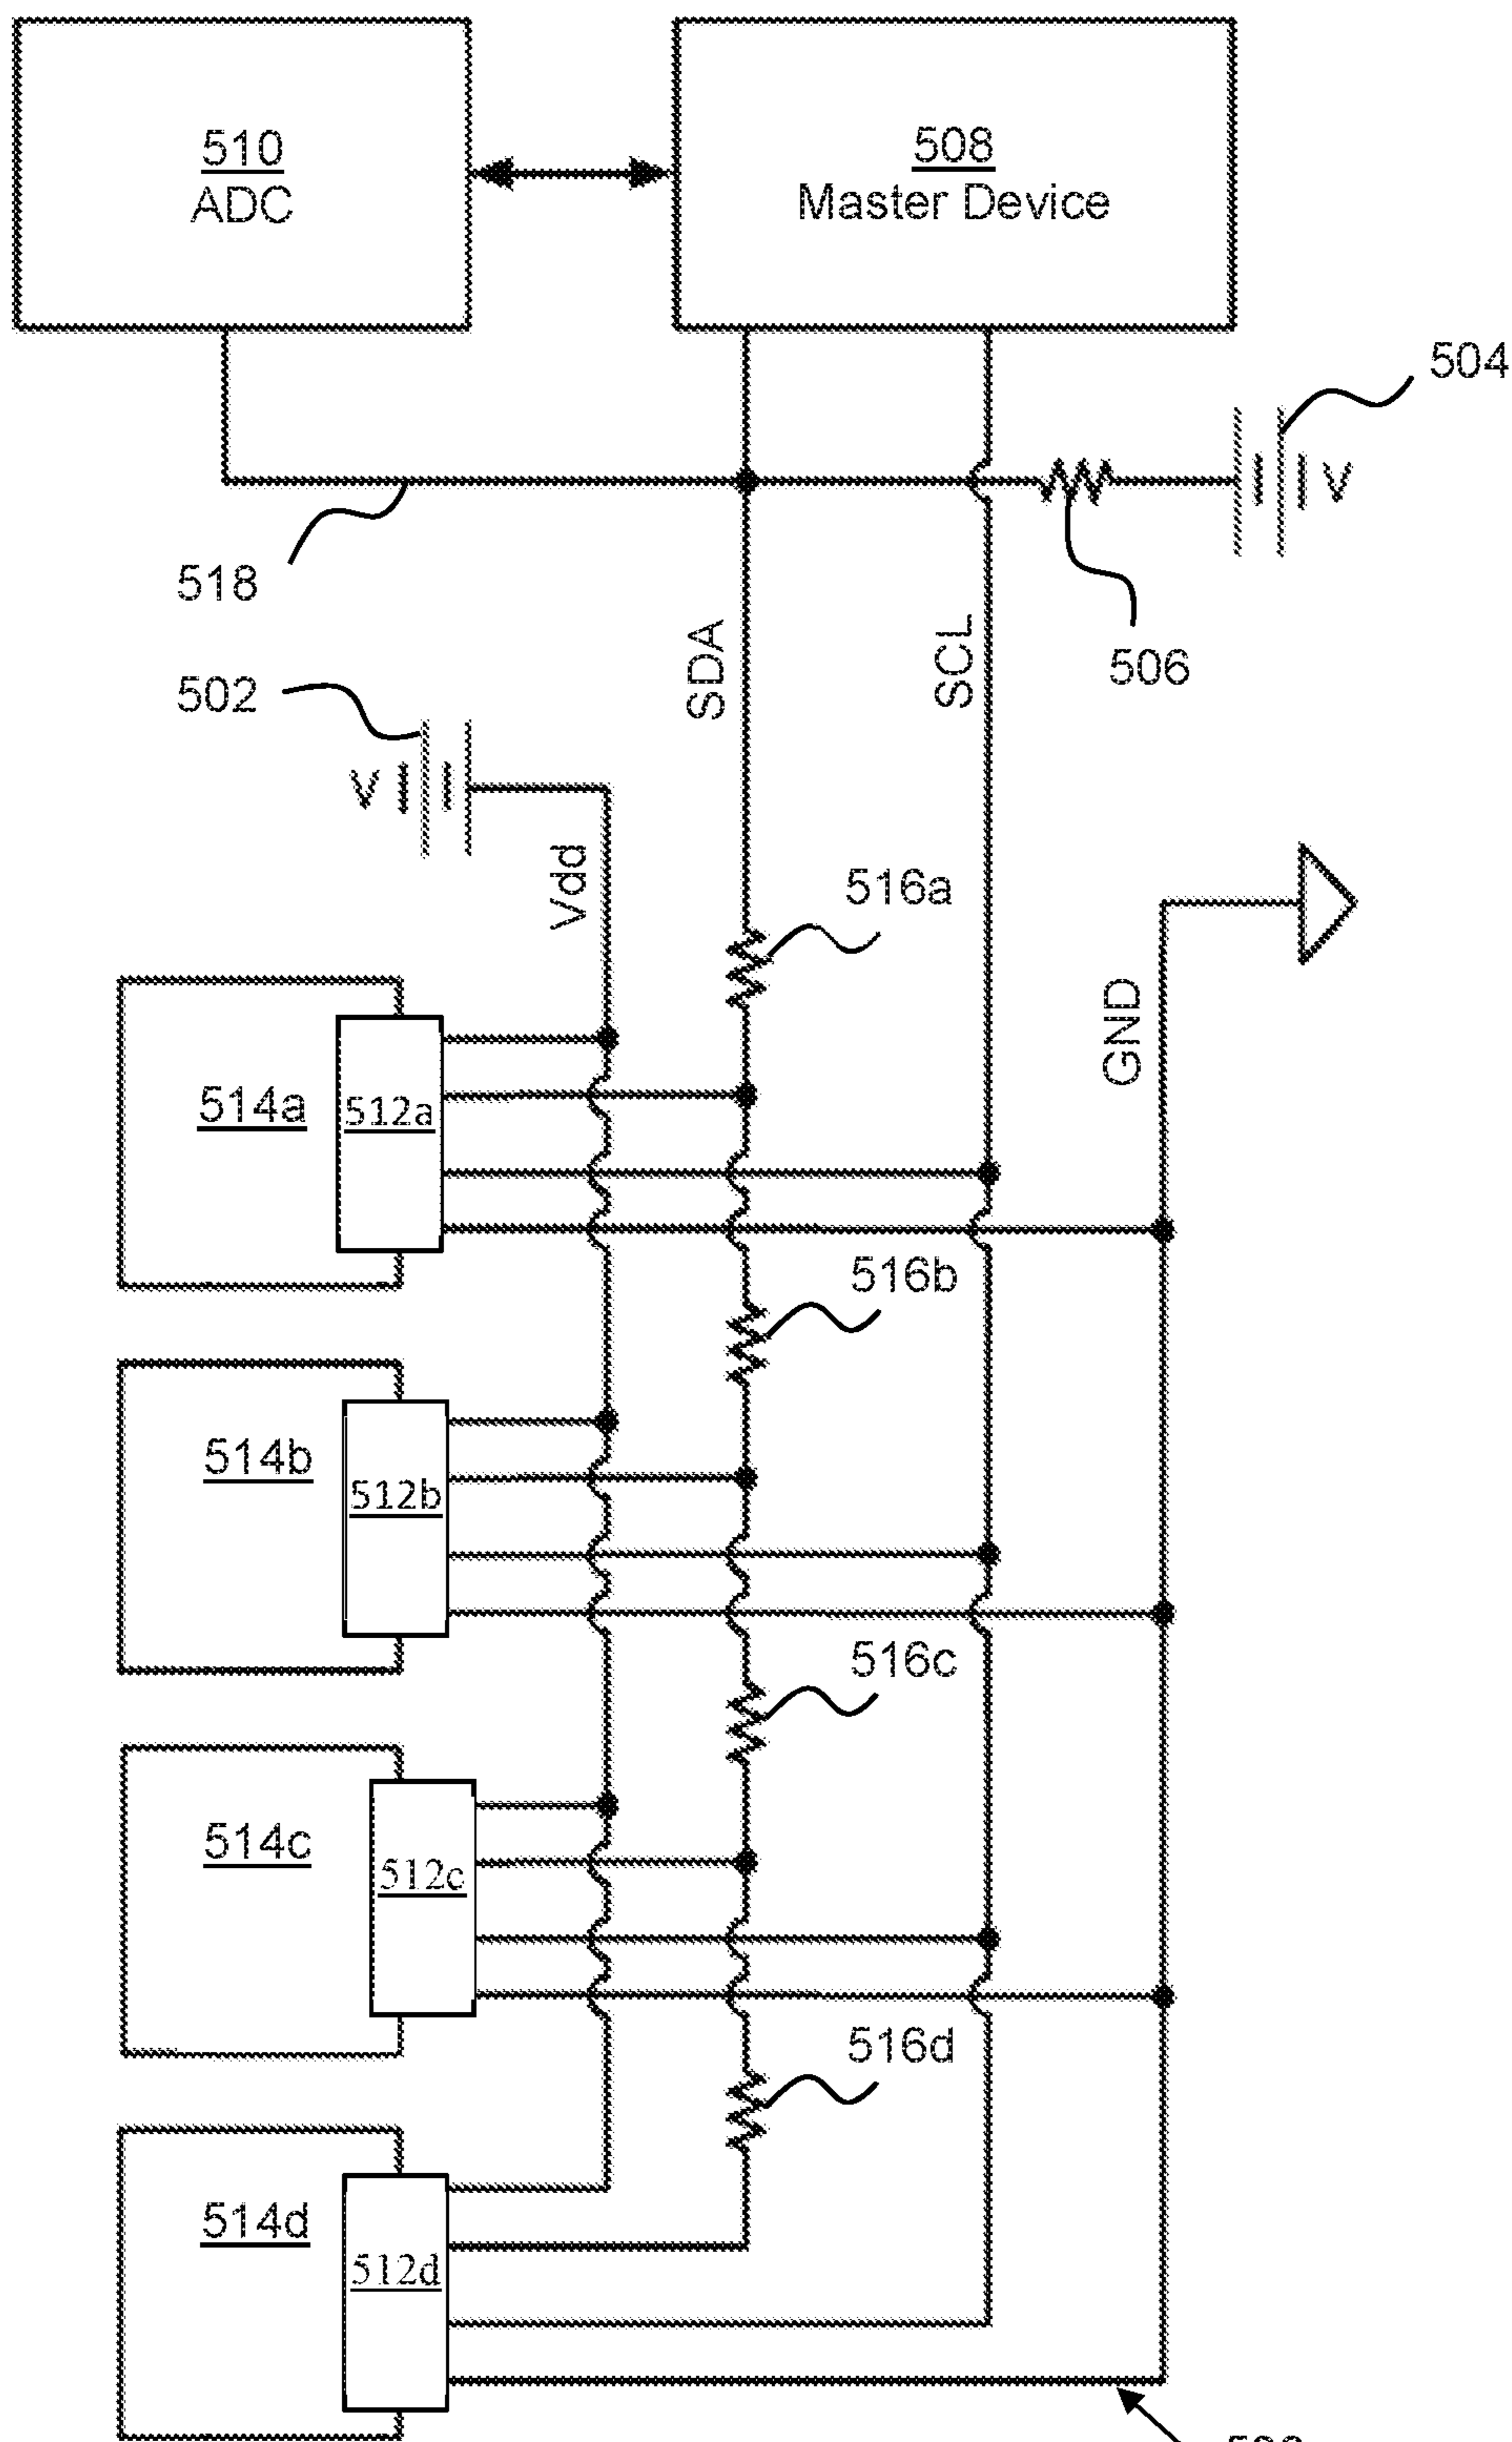 510
ADC
508
Master Device
504
V
518
506
SDA
SCL
502
V
Vdd
516a
GND
514a
512a
516b
514b
512b
516c
514c
512c
516d
514d
512d